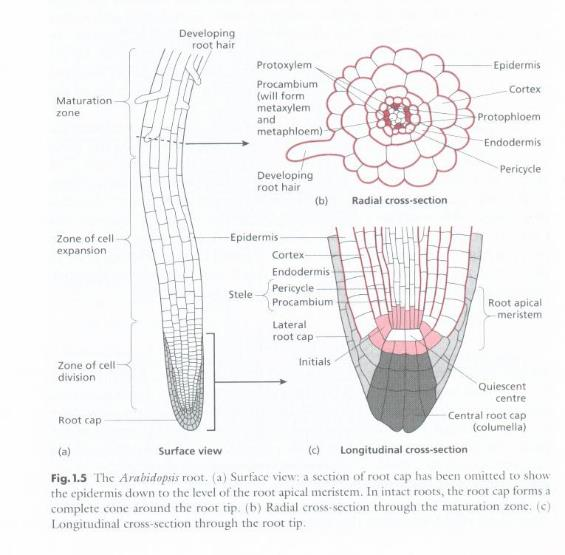 Developing
root hair
Maturation
zone
Zone of cell
expansion
Zone of cell
division
Root cap
(a)
Surface view
Protoxylem
Procambium
(will form
metaxylem
and
metaphloem)
Developing
root hair
Epidermis
Cortex
Protophloem
Endodermis
Pericycle
(b)
Radial cross-section
Epidermis
Cortex
Endodermis
Stele
Pericycle
Procambium
Lateral
root cap
Initials
Root apical
meristem
Quiescent
centre
Central root cap
(columella)
(c)
Longitudinal cross-section
Fig. 1.5 The Arabidopsis root. (a) Surface view: a section of root cap has been omitted to show
the epidermis down to the level of the root apical meristem. In intact roots, the root cap forms a
complete cone around the root tip. (b) Radial cross-section through the maturation zone. (c)
Longitudinal cross-section through the root tip.